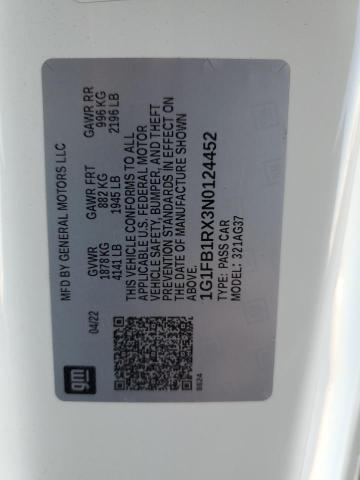 MFD BY GENERAL MOTORS LLC
GVWR GAWR FRT GAWR RR
1878 KG 882 KG 996 KG
4141 LB 1945 LB 2196 LB
THIS VEHICLE CONFORMS TO ALL
APPLICABLE U.S. FEDERAL MOTOR
VEHICLE SAFETY, BUMPER, AND THEFT
PREVENTION STANDARDS IN EFFECT ON
THE DATE OF MANUFACTURE SHOWN
ABOVE.
1G1FB1RX3N0124452
TYPE: PASS CAR
MODEL: 321AG37
04/22
gm
8624